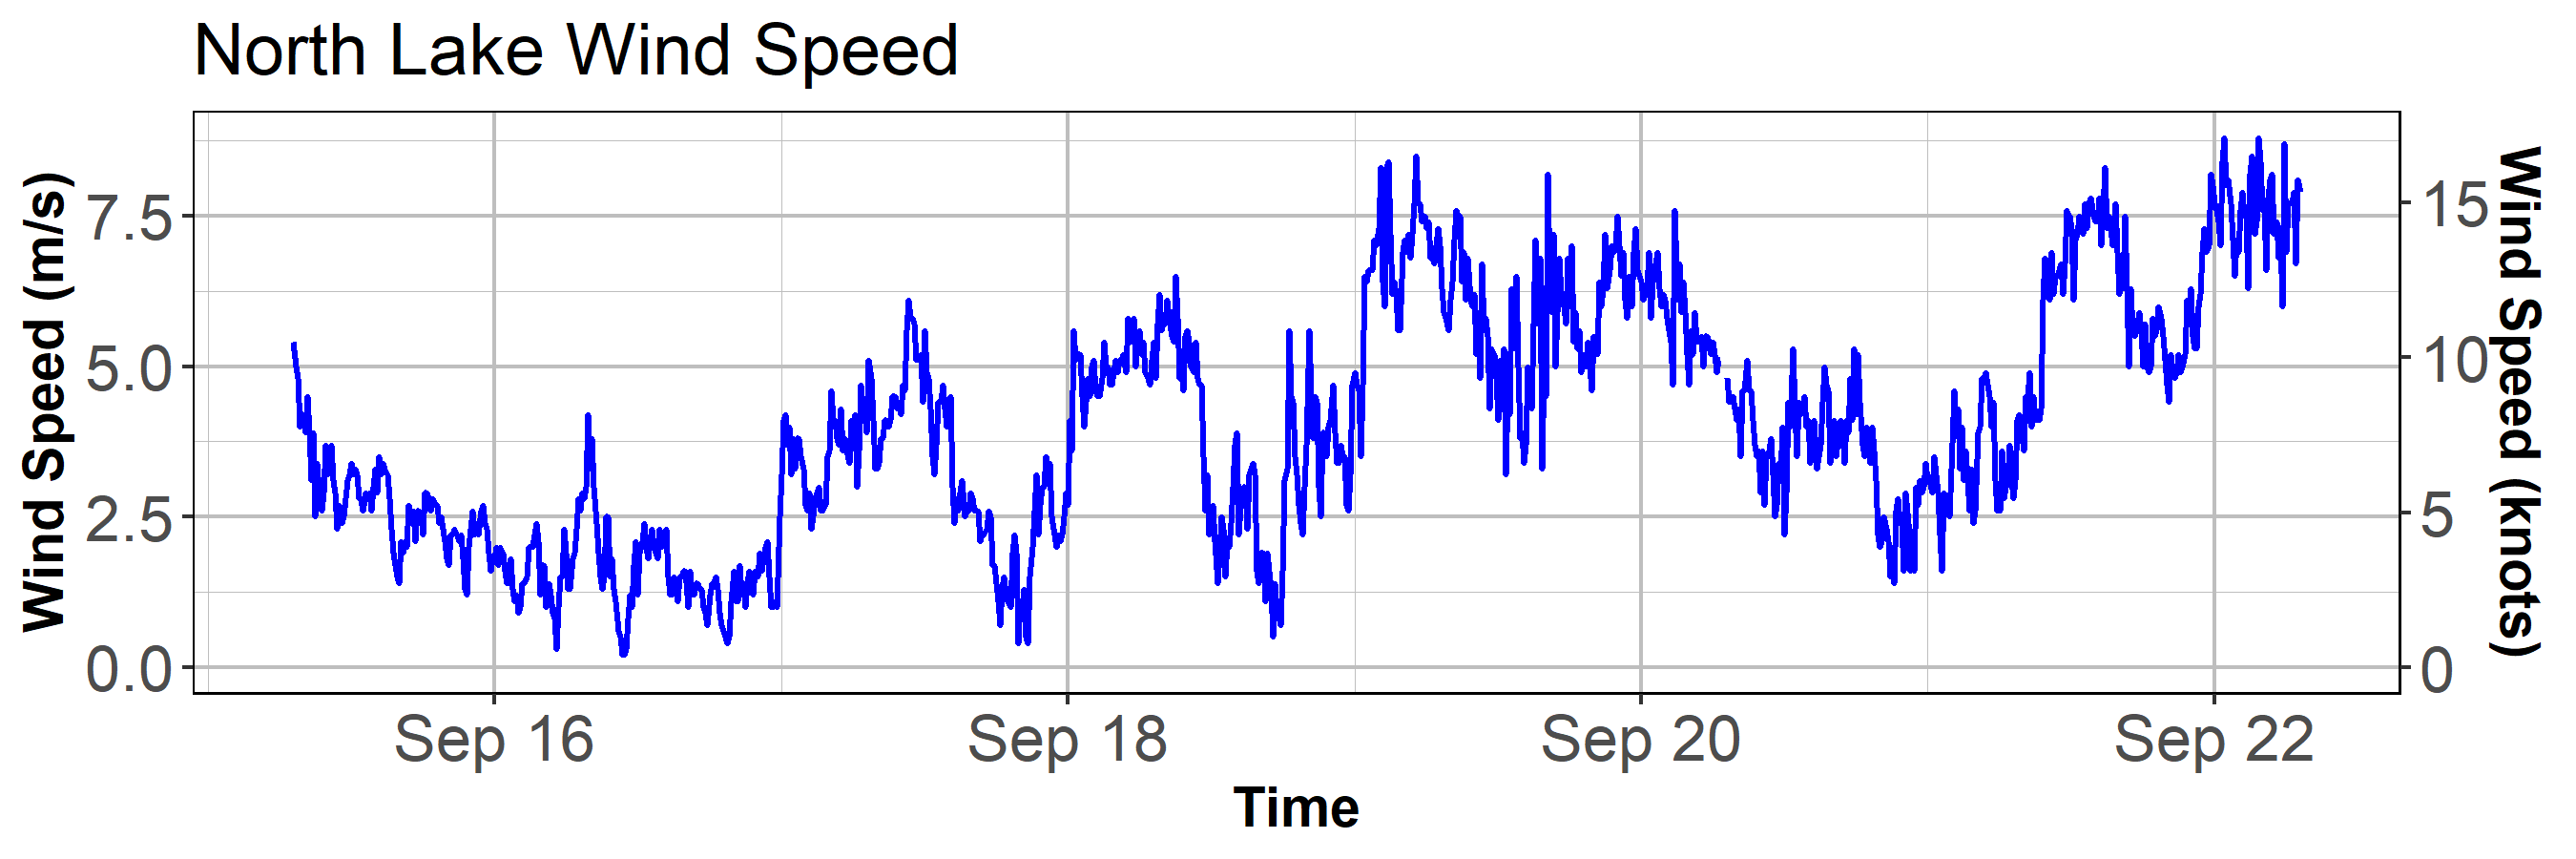 North Lake Wind Speed
Wind Speed (m/s)
7.5
5.0
2.5
0.0
15
10
5
0
Wind Speed (knots)
Sep 16
Sep 18
Sep 20
Sep 22
Time